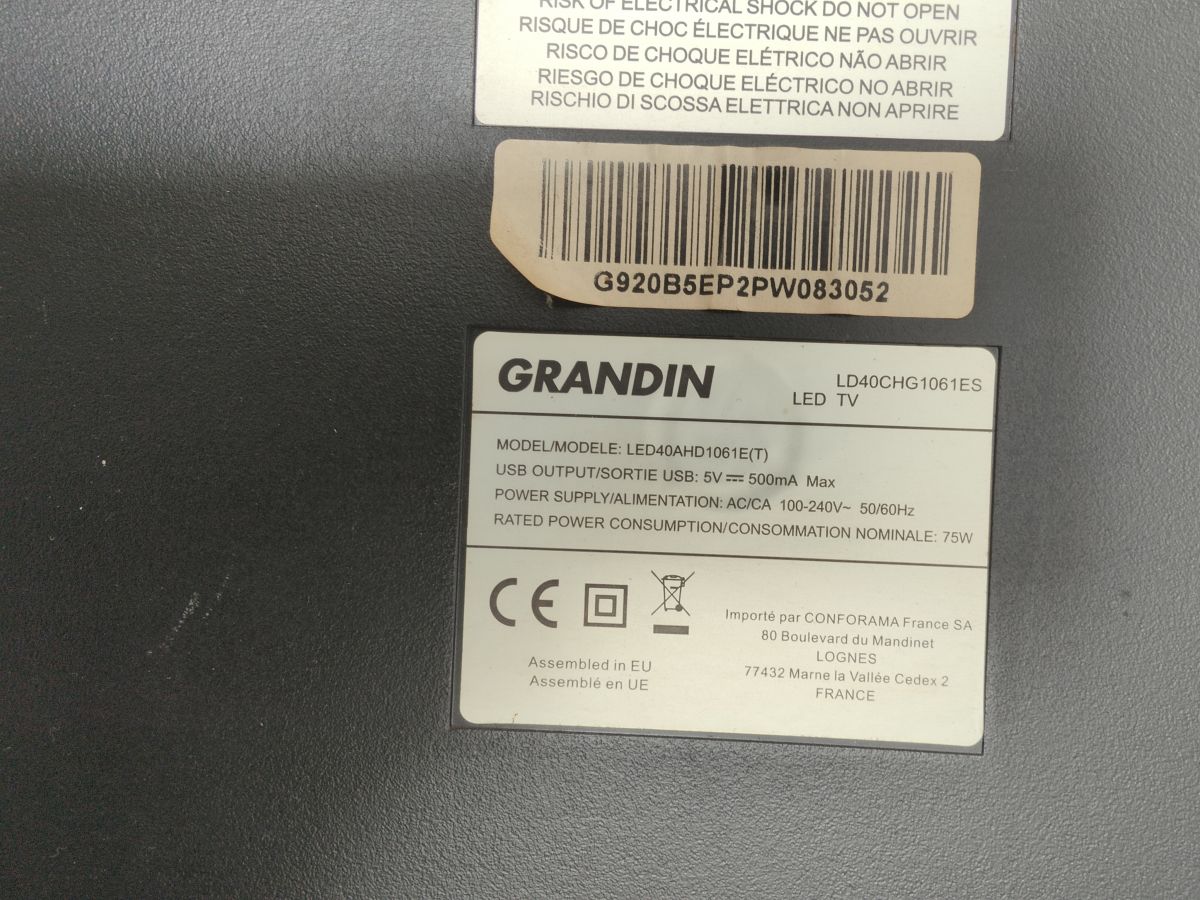 RISK OF ELECTRICAL SHOCK DO NOT OPEN
RISQUE DE CHOC ÉLECTRIQUE NE PAS OUVRIR
RISCO DE CHOQUE ELÉTRICO NÃO ABRIR
RIESGO DE CHOQUE ELÉCTRICO NO ABRIR
RISCHIO DI SCOSSA ELETTRICA NON APRIRE
G920B5EP2PW083052
GRANDIN
LD40CHG1061ES
LED TV
MODEL/MODELE: LED40AHD1061E(T)
USB OUTPUT/SORTIE USB: 5V⎓500mA Max
POWER SUPPLY/ALIMENTATION: AC/CA 100-240V~ 50/60Hz
RATED POWER CONSUMPTION/CONSOMMATION NOMINALE: 75W
CE
Assembled in EU
Assemblé en UE
Importé par CONFORAMA France SA
80 Boulevard du Mandinet
LOGNES
77432 Marne la Vallée Cedex 2
FRANCE